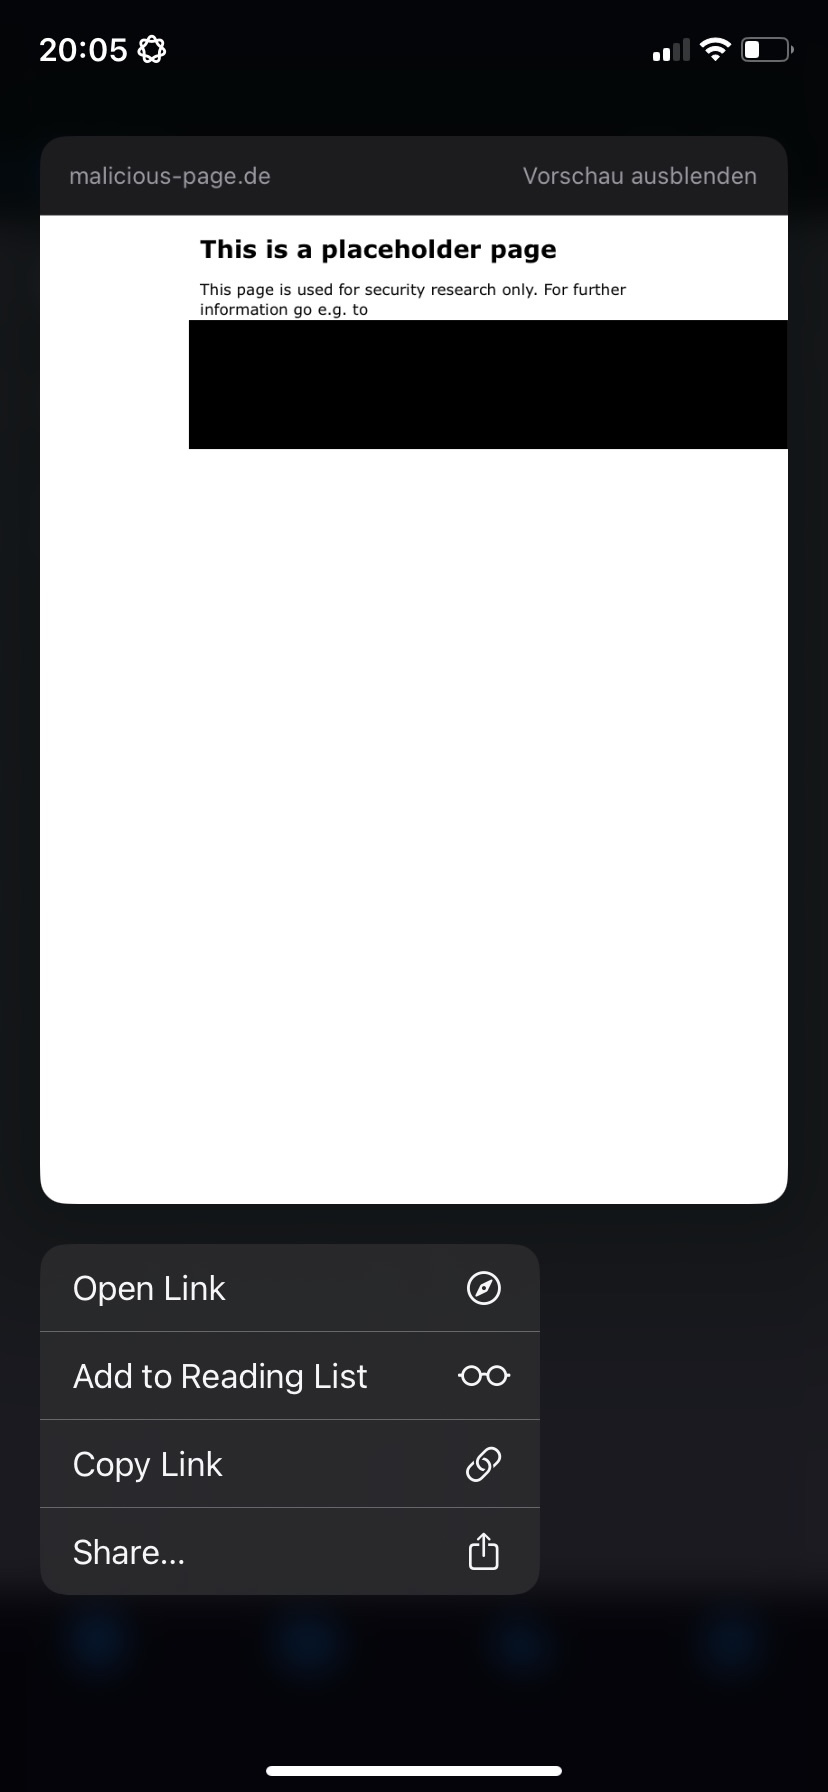 20:05
malicious-page.de Vorschau ausblenden
This is a placeholder page
This page is used for security research only. For further
information go e.g. to
Open Link
Add to Reading List
Copy Link
Share...